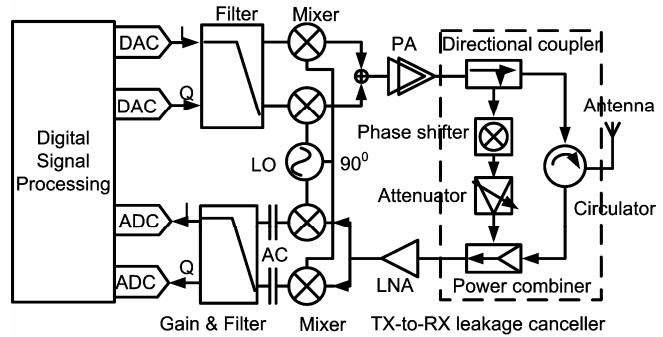 Filter
Mixer
DAC
I
PA
Directional coupler
DAC
Q
Antenna
Phase shifter
Digital
Signal
Processing
LO
90⁰
Attenuator
Circulator
ADC
I
AC
ADC
Q
LNA
Power combiner
Gain & Filter
Mixer
TX-to-RX leakage canceller